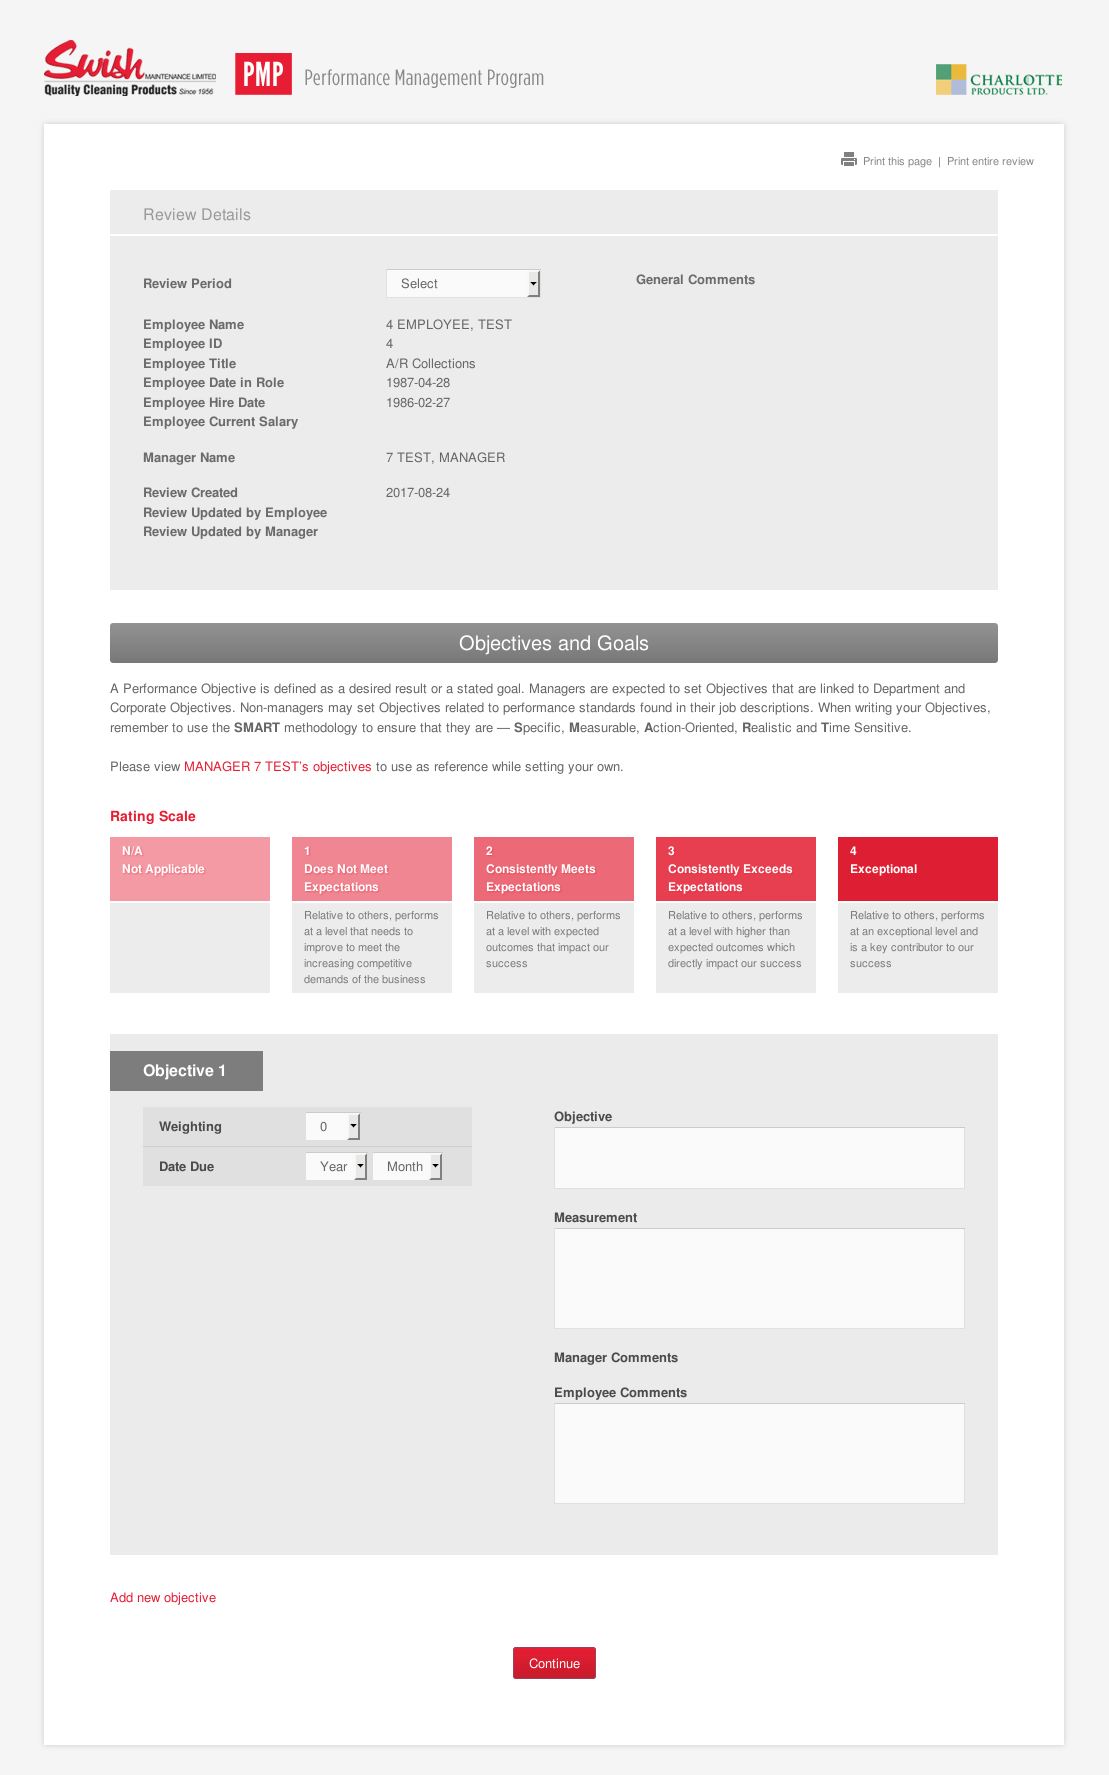 Swish
MAINTENANCE LIMITED
Quality Cleaning Products Since 1956
PMP Performance Management Program
CHARLOTTE
PRODUCTS LTD.
Print this page | Print entire review
Review Details
Review Period Select General Comments
Employee Name 4 EMPLOYEE, TEST
Employee ID 4
Employee Title A/R Collections
Employee Date in Role 1987-04-28
Employee Hire Date 1986-02-27
Employee Current Salary
Manager Name 7 TEST, MANAGER
Review Created 2017-08-24
Review Updated by Employee
Review Updated by Manager
Objectives and Goals
A Performance Objective is defined as a desired result or a stated goal. Managers are expected to set Objectives that are linked to Department and
Corporate Objectives. Non-managers may set Objectives related to performance standards found in their job descriptions. When writing your Objectives,
remember to use the SMART methodology to ensure that they are — Specific, Measurable, Action-Oriented, Realistic and Time Sensitive.
Please view MANAGER 7 TEST's objectives to use as reference while setting your own.
Rating Scale
N/A
Not Applicable
1
Does Not Meet
Expectations
Relative to others, performs
at a level that needs to
improve to meet the
increasing competitive
demands of the business
2
Consistently Meets
Expectations
Relative to others, performs
at a level with expected
outcomes that impact our
success
3
Consistently Exceeds
Expectations
Relative to others, performs
at a level with higher than
expected outcomes which
directly impact our success
4
Exceptional
Relative to others, performs
at an exceptional level and
is a key contributor to our
success
Objective 1
Weighting 0
Date Due Year Month
Objective
Measurement
Manager Comments
Employee Comments
Add new objective
Continue